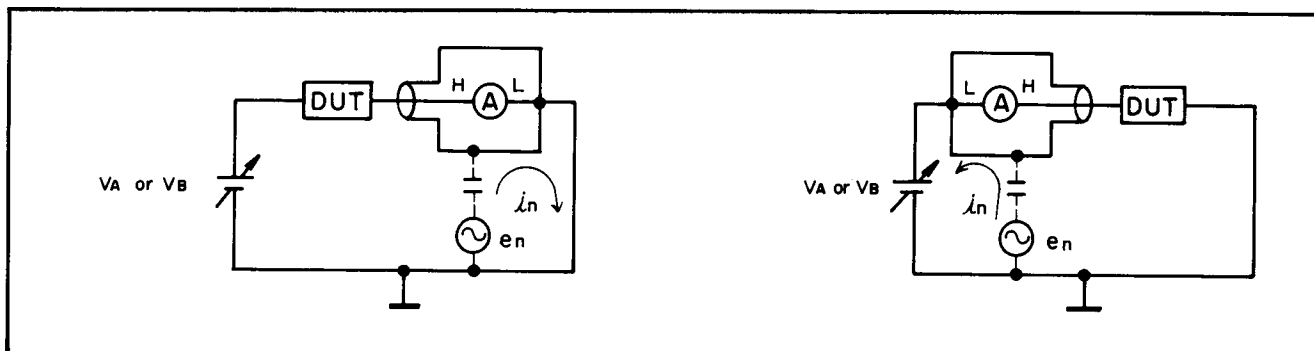 H
L
DUT
A
VA or VB
in
en
L
H
A
DUT
VA or VB
in
en